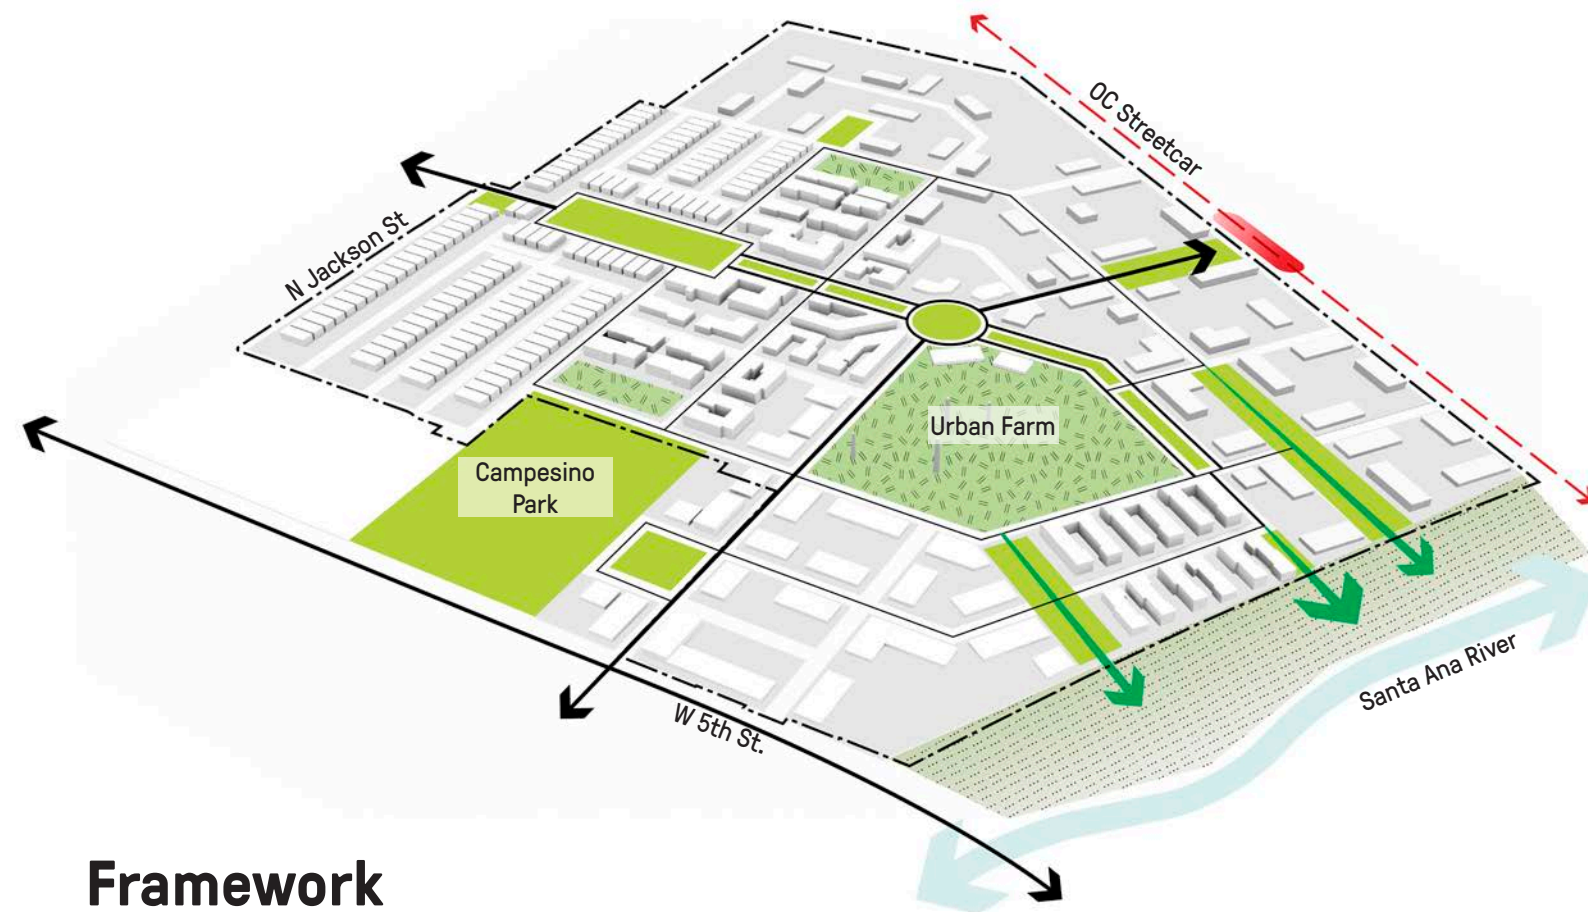 OC Streetcar
N Jackson St
Urban Farm
Campesino
Park
Santa Ana River
W 5th St.
Framework